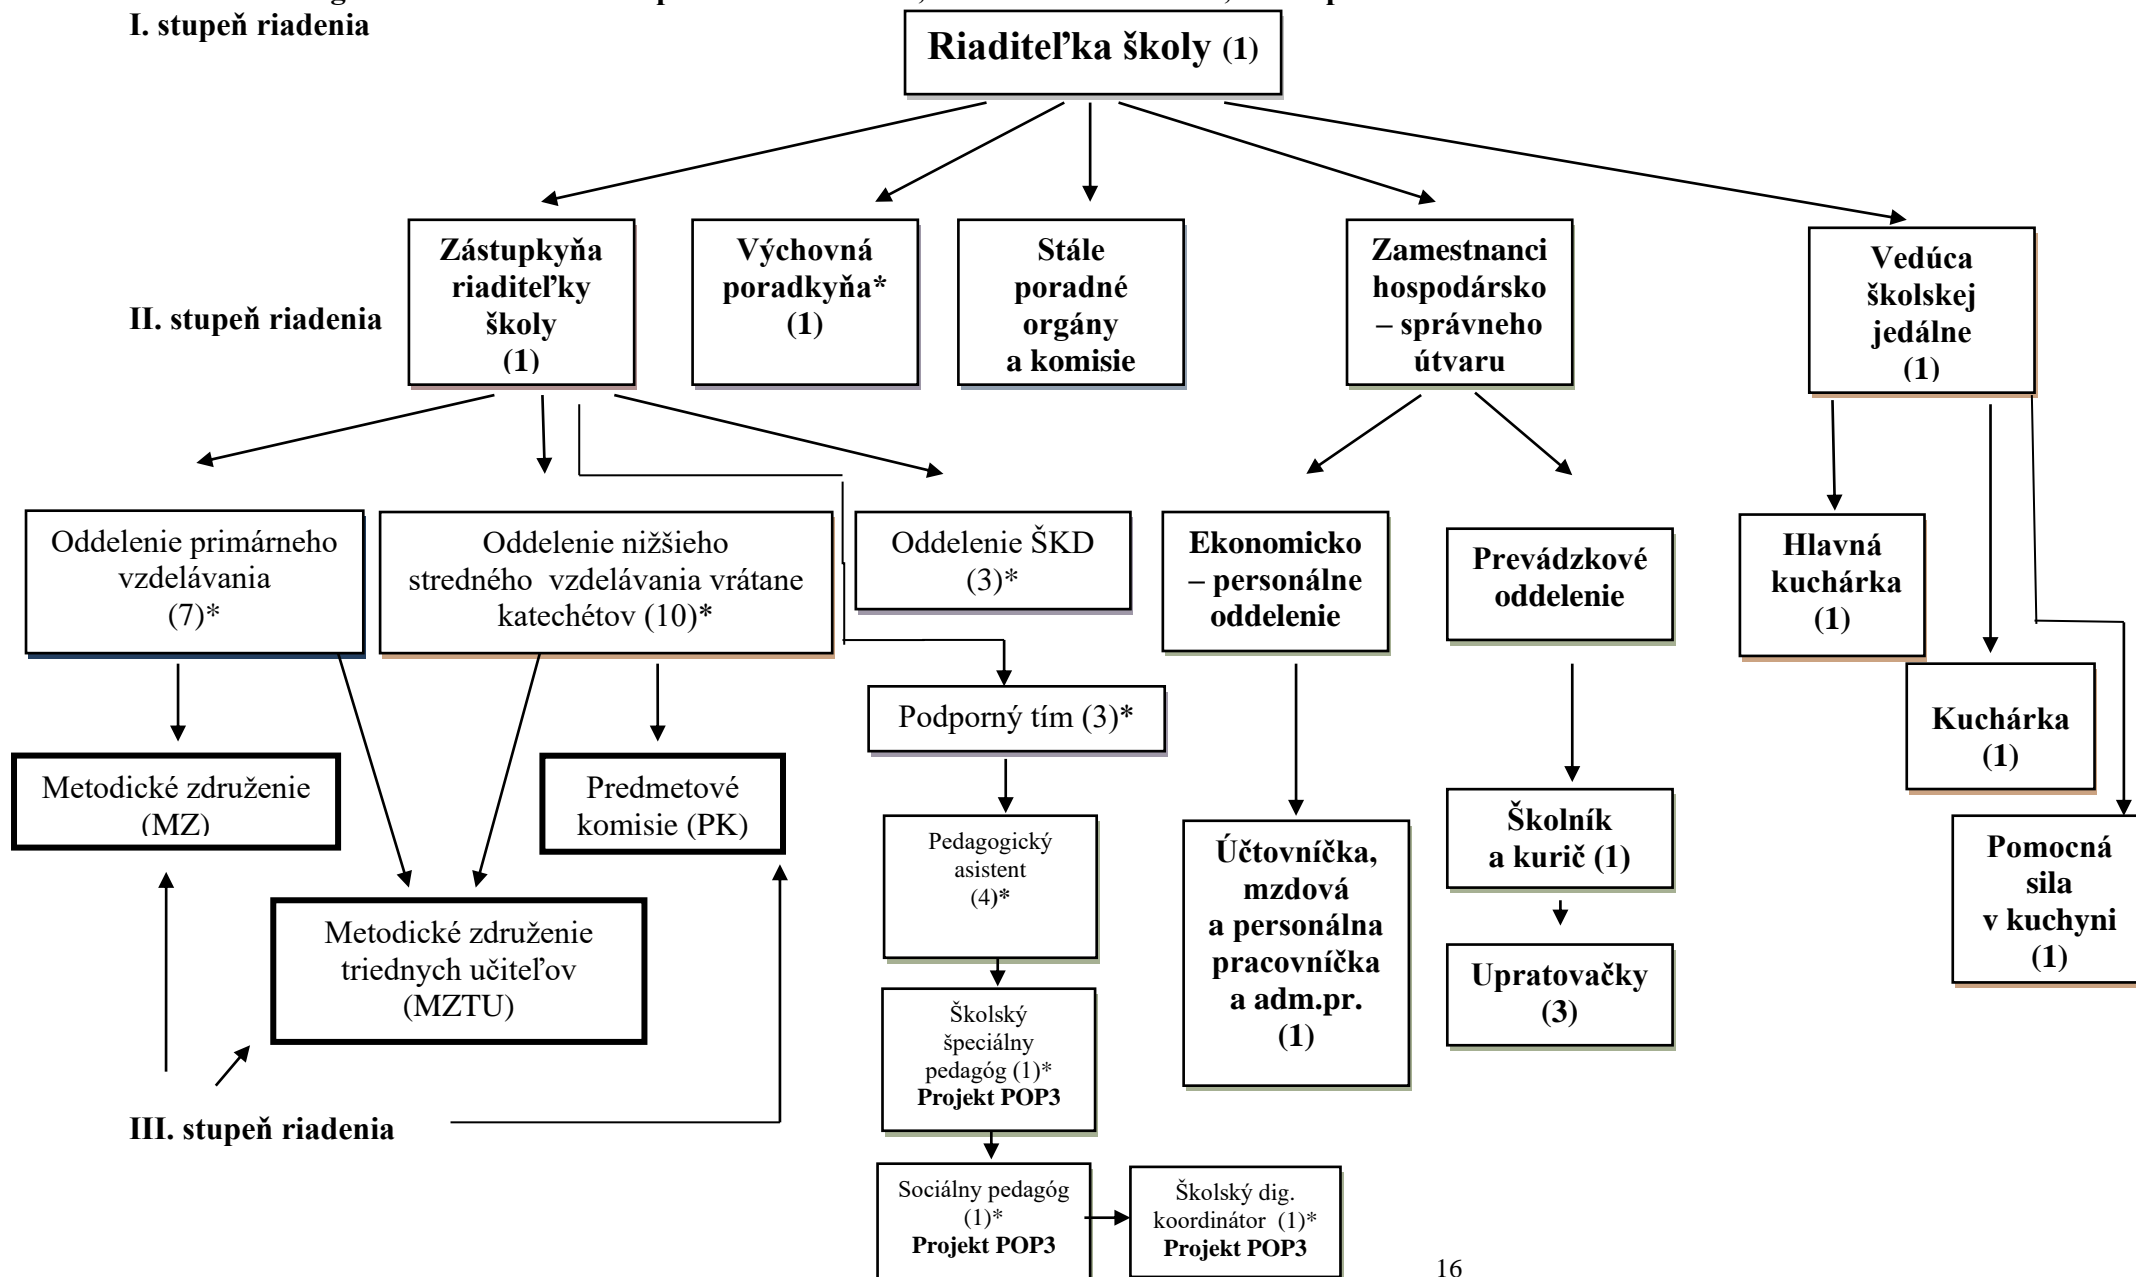 I. stupeň riadenia
Riaditeľka školy (1)
Zástupkyňa
riaditeľky
školy
(1)
Výchovná
poradkyňa*
(1)
Stále
poradné
orgány
a komisie
Zamestnanci
hospodársko
– správneho
útvaru
Vedúca
školskej
jedálne
(1)
II. stupeň riadenia
Oddelenie primárneho
vzdelávania
(7)*
Oddelenie nižšieho
stredného vzdelávania vrátane
katechétov (10)*
Oddelenie ŠKD
(3)*
Ekonomicko
– personálne
oddelenie
Prevádzkové
oddelenie
Hlavná
kuchárka
(1)
Kuchárka
(1)
Podporný tím (3)*
Metodické združenie
(MZ)
Predmetové
komisie (PK)
Pedagogický
asistent
(4)*
Účtovníčka,
mzdová
a personálna
pracovníčka
a adm.pr.
(1)
Školník
a kurič (1)
Pomocná
sila
v kuchyni
(1)
Metodické združenie
triednych učiteľov
(MZTU)
Upratovačky
(3)
Školský
špeciálny
pedagóg (1)*
Projekt POP3
III. stupeň riadenia
Sociálny pedagóg
(1)*
Projekt POP3
Školský dig.
koordinátor (1)*
Projekt POP3
16